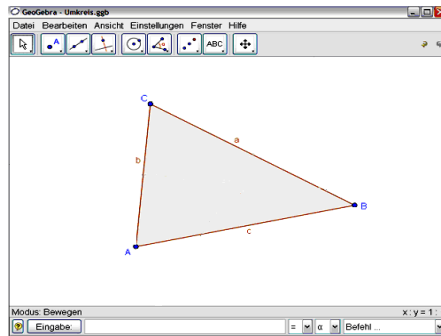 GeoGebra - Umkreis.ggb
Datei Bearbeiten Ansicht Einstellungen Fenster Hilfe
A ABC
C
a
b
B
c
A
Modus: Bewegen x : y = 1 :
Eingabe: = α Befehl ...